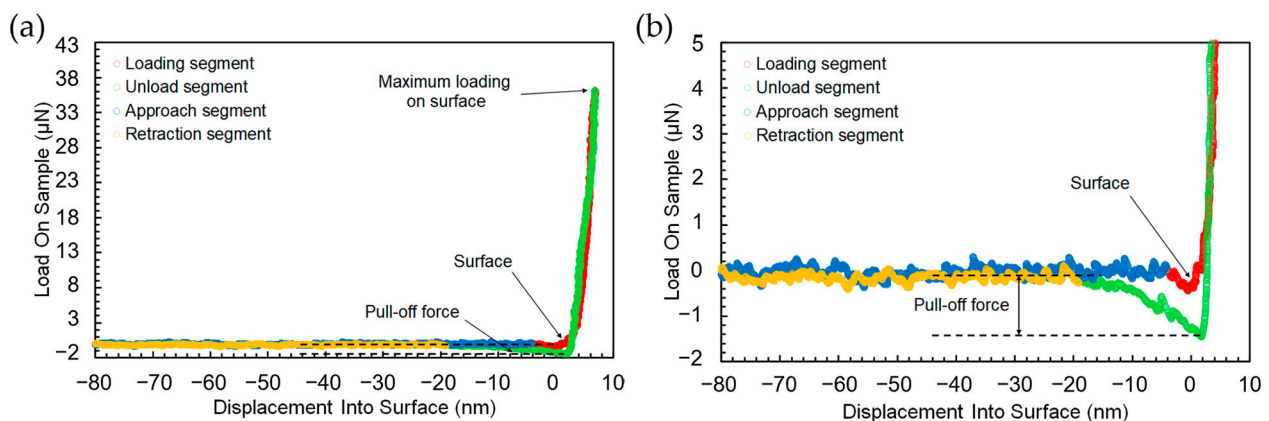 (a)
43
38
33
28
23
18
13
8
3
−2
Load On Sample (µN)
Loading segment
Unload segment
Approach segment
Retraction segment
Maximum loading
on surface
Surface
Pull-off force
−80 −70 −60 −50 −40 −30 −20 −10 0 10
Displacement Into Surface (nm)
(b)
5
4
3
2
1
0
−1
−2
Load On Sample (µN)
Loading segment
Unload segment
Approach segment
Retraction segment
Surface
Pull-off force
−80 −70 −60 −50 −40 −30 −20 −10 0 10
Displacement Into Surface (nm)